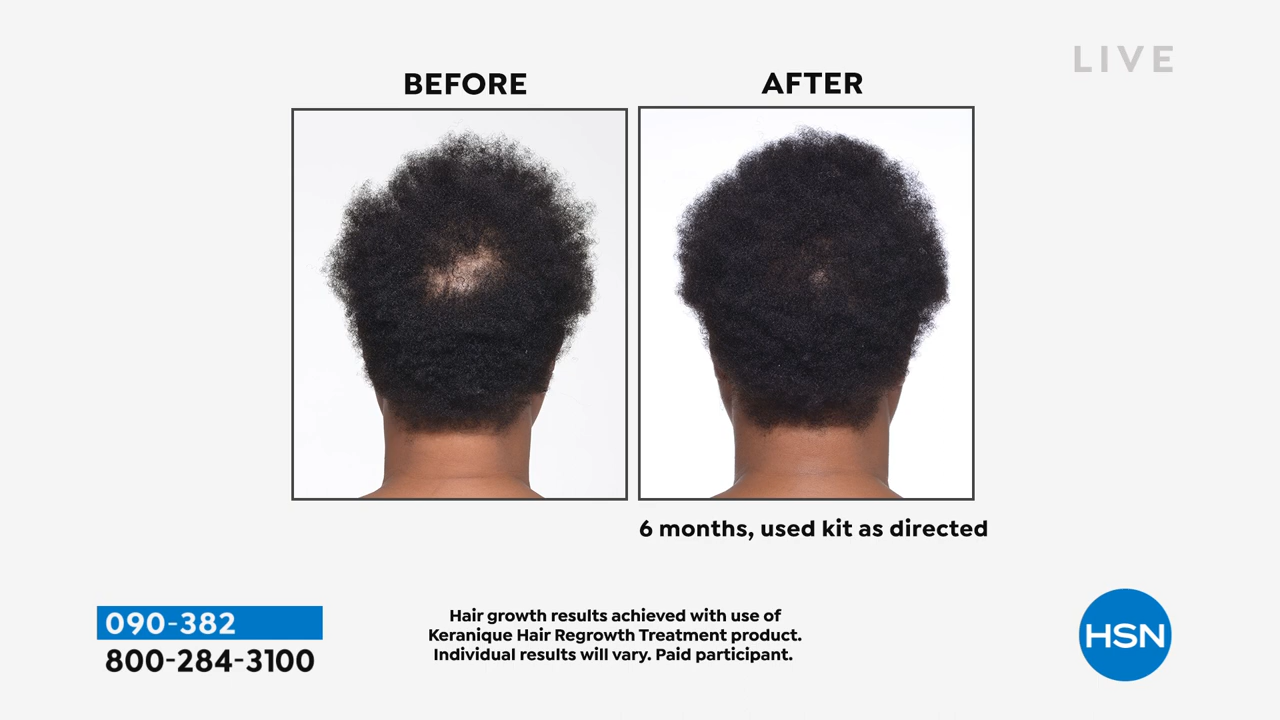 LIVE
BEFORE
AFTER
6 months, used kit as directed
090-382
800-284-3100
Hair growth results achieved with use of
Keranique Hair Regrowth Treatment product.
Individual results will vary. Paid participant.
HSN